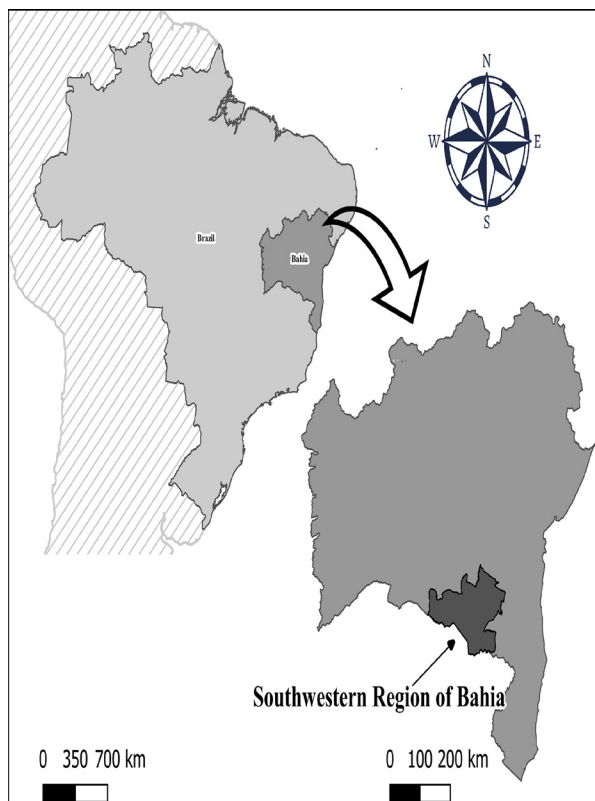 N
W E
S
Brazil
Bahia
Southwestern Region of Bahia
0 350 700 km
0 100 200 km